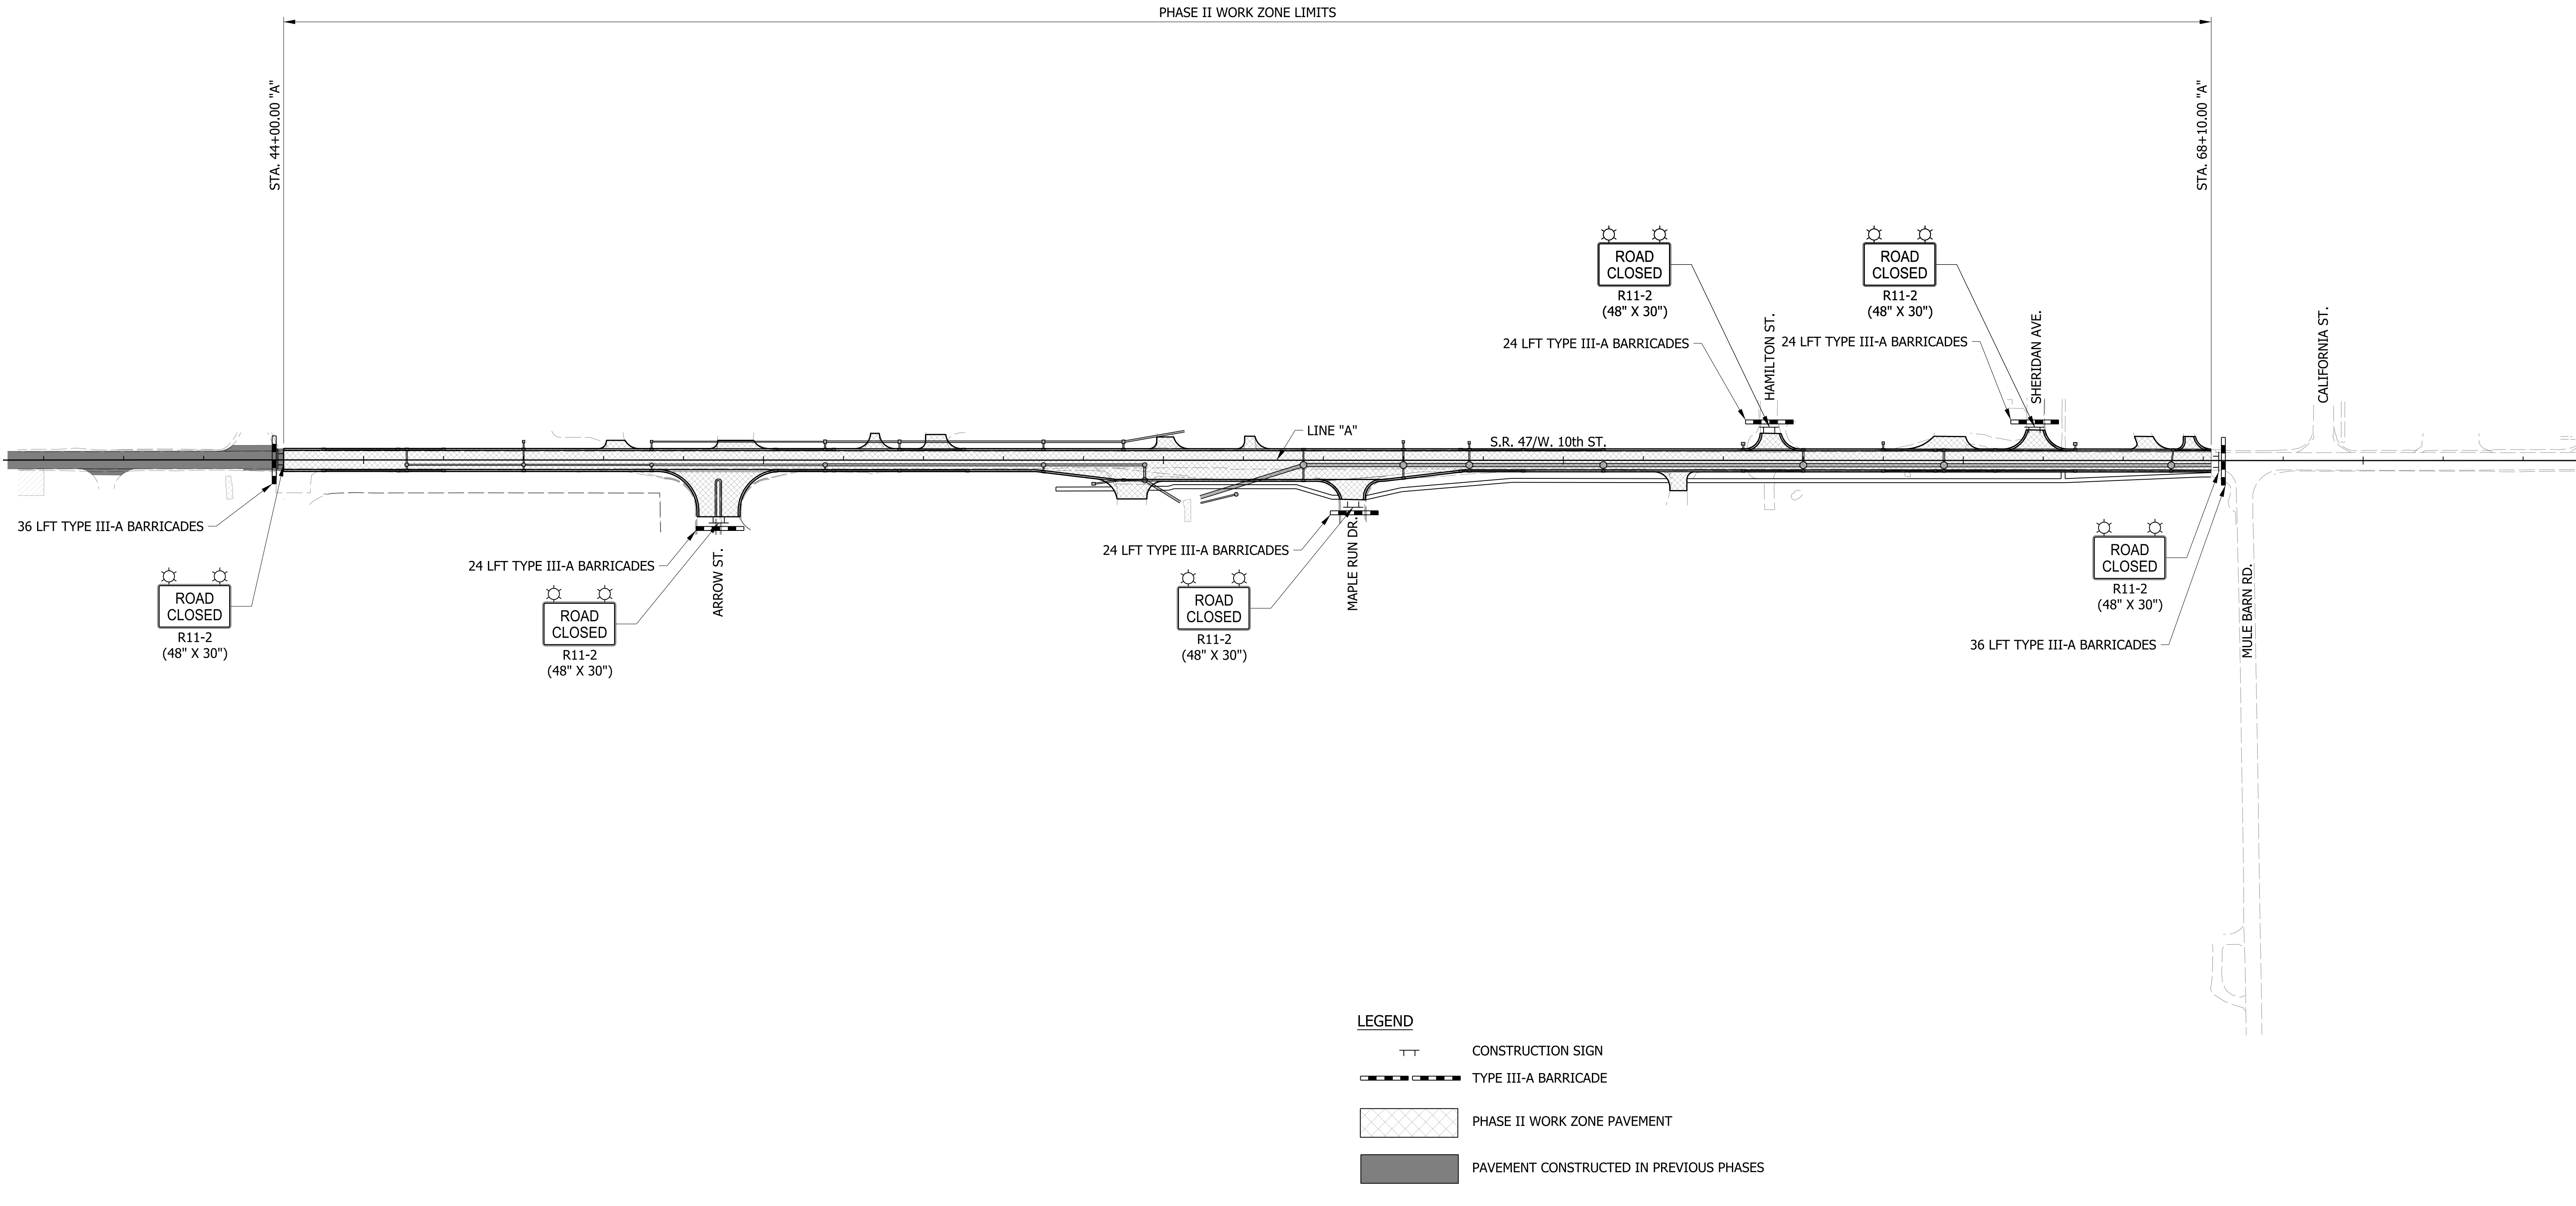 PHASE II WORK ZONE LIMITS
STA. 44+00.00 "A"
STA. 68+10.00 "A"
ROAD
CLOSED
R11-2
(48" X 30")
ROAD
CLOSED
R11-2
(48" X 30")
24 LFT TYPE III-A BARRICADES
HAMILTON ST.
24 LFT TYPE III-A BARRICADES
SHERIDAN AVE.
CALIFORNIA ST.
LINE "A"
S.R. 47/W. 10th ST.
36 LFT TYPE III-A BARRICADES
ROAD
CLOSED
R11-2
(48" X 30")
24 LFT TYPE III-A BARRICADES
ROAD
CLOSED
R11-2
(48" X 30")
ARROW ST.
24 LFT TYPE III-A BARRICADES
ROAD
CLOSED
R11-2
(48" X 30")
MAPLE RUN DR.
ROAD
CLOSED
R11-2
(48" X 30")
36 LFT TYPE III-A BARRICADES
MULE BARN RD.
LEGEND
CONSTRUCTION SIGN
TYPE III-A BARRICADE
PHASE II WORK ZONE PAVEMENT
PAVEMENT CONSTRUCTED IN PREVIOUS PHASES